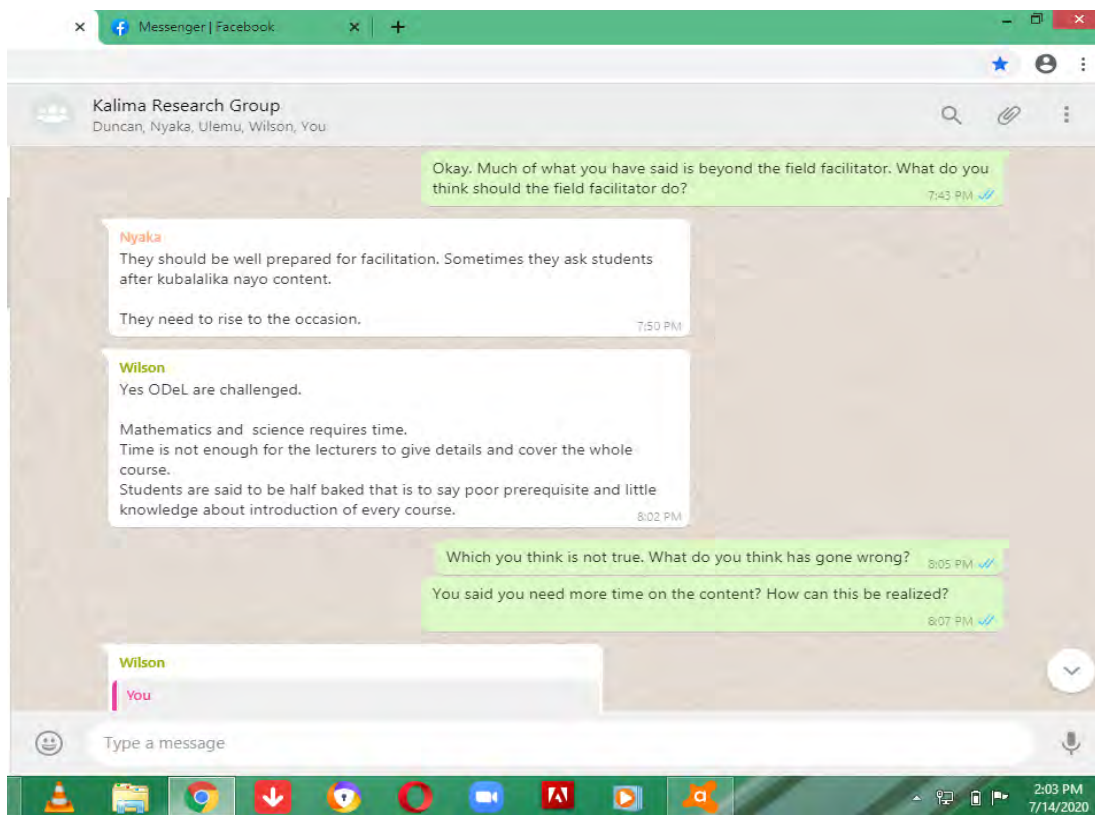 Messenger | Facebook
Kalima Research Group
Duncan, Nyaka, Ulemu, Wilson, You
Okay. Much of what you have said is beyond the field facilitator. What do you
think should the field facilitator do?
7:43 PM
Nyaka
They should be well prepared for facilitation. Sometimes they ask students
after kubalalika nayo content.
They need to rise to the occasion.
7:50 PM
Wilson
Yes ODeL are challenged.
Mathematics and science requires time.
Time is not enough for the lecturers to give details and cover the whole
course.
Students are said to be half baked that is to say poor prerequisite and little
knowledge about introduction of every course.
8:02 PM
Which you think is not true. What do you think has gone wrong? 8:05 PM
You said you need more time on the content? How can this be realized?
8:07 PM
Wilson
You
Type a message
2:03 PM
7/14/2020